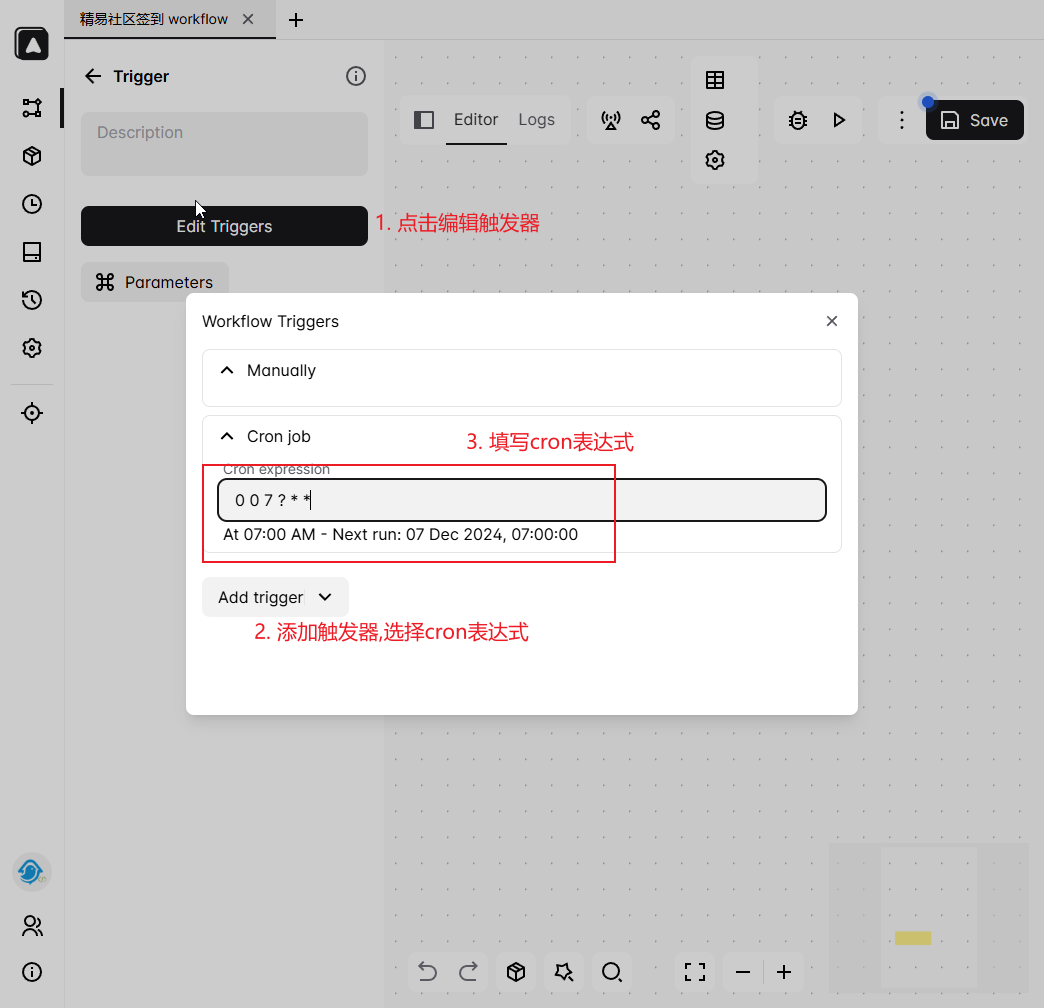 精易社区签到 workflow
Trigger
Description
Edit Triggers
1. 点击编辑触发器
Parameters
Editor
Logs
Save
Workflow Triggers
Manually
Cron job
3. 填写cron表达式
Cron expression
0 0 7 ? * *
At 07:00 AM - Next run: 07 Dec 2024, 07:00:00
Add trigger
2. 添加触发器,选择cron表达式